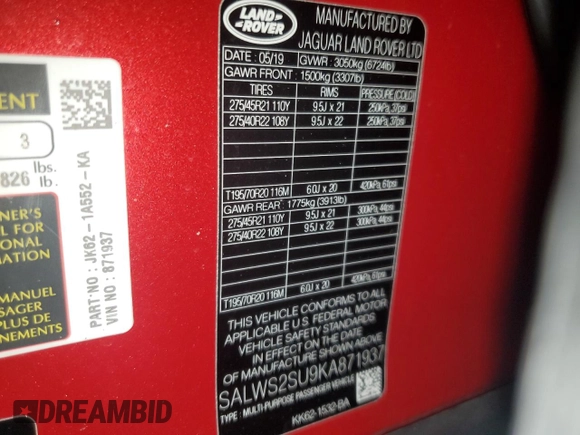 ENT
3
826 lbs.
lb.
NER'S
L FOR
IONAL
MATION
MANUEL
SAGER
PLUS DE
NEMENTS
PART NO : JK62-1A552-KA
VIN NO : 871937
LAND
ROVER
MANUFACTURED BY
JAGUAR LAND ROVER LTD
DATE : 05/19 GVWR : 3050kg (6724lb)
GAWR FRONT : 1500kg (3307lb)
TIRES RIMS PRESSURE (COLD)
275/45R21 110Y 9.5J x 21 250kPa, 37psi
275/40R22 108Y 9.5J x 22 250kPa, 37psi
T195/70R20 116M 6.0J x 20 420kPa, 61psi
GAWR REAR : 1775kg (3913lb)
275/45R21 110Y 9.5J x 21 300kPa, 44psi
275/40R22 108Y 9.5J x 22 300kPa, 44psi
T195/70R20 116M 6.0J x 20 420kPa, 61psi
THIS VEHICLE CONFORMS TO ALL
APPLICABLE U.S. FEDERAL MOTOR
VEHICLE SAFETY STANDARDS
IN EFFECT ON THE DATE
OF MANUFACTURE SHOWN ABOVE.
SALWS2SU9KA871937
TYPE : MULTI-PURPOSE PASSENGER VEHICLE
KK62-1532-BA
DREAMBID